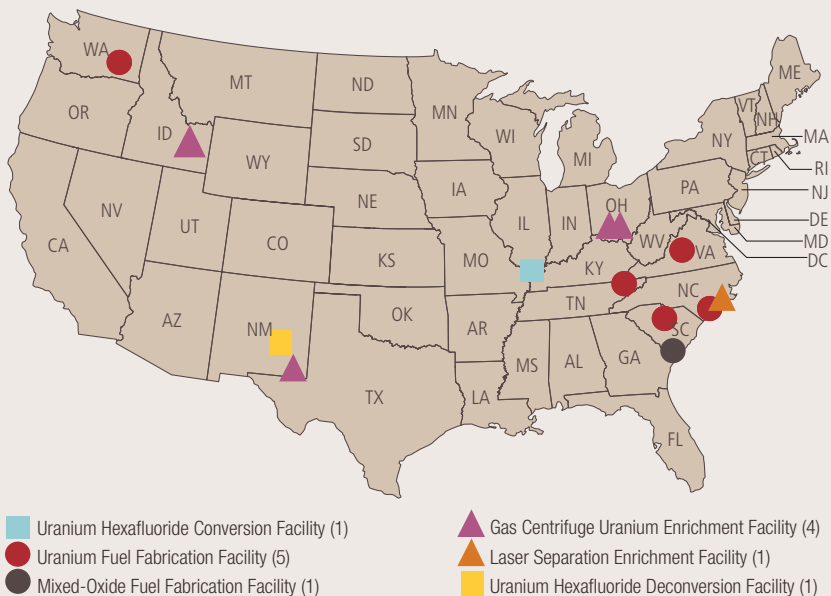 WA
MT
ND
MN
ME
VT
NH
OR
ID
SD
WI
MI
NY
MA
WY
CT
RI
IA
NE
PA
NJ
NV
OH
IL
IN
DE
UT
CO
WV
VA
MD
CA
KS
MO
KY
DC
NC
TN
OK
AZ
NM
AR
SC
MS
AL
GA
TX
LA
FL
Uranium Hexafluoride Conversion Facility (1)
Uranium Fuel Fabrication Facility (5)
Mixed-Oxide Fuel Fabrication Facility (1)
Gas Centrifuge Uranium Enrichment Facility (4)
Laser Separation Enrichment Facility (1)
Uranium Hexafluoride Deconversion Facility (1)